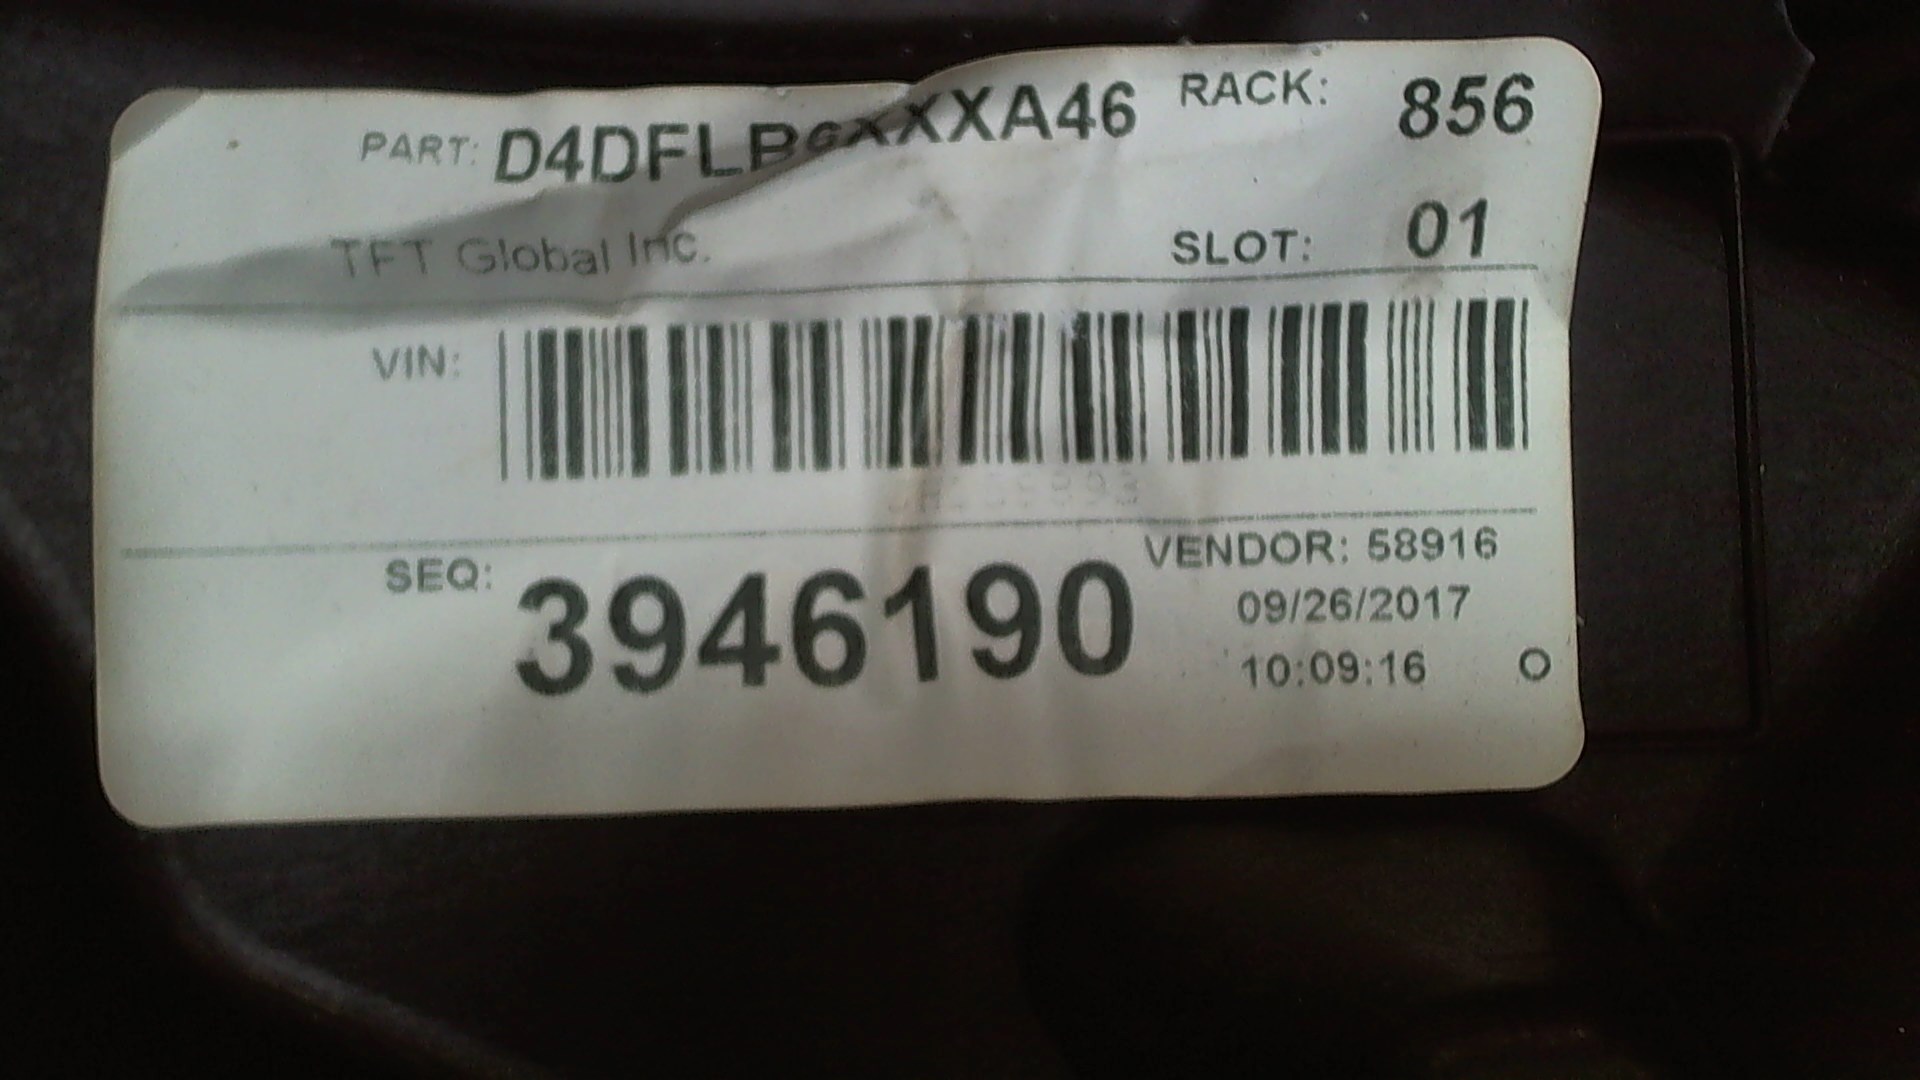 PART: D4DFLB6XXXA46 RACK: 856
TFT Global Inc. SLOT: 01
VIN:
SEQ: 3946190 VENDOR: 58916
09/26/2017
10:09:16 O